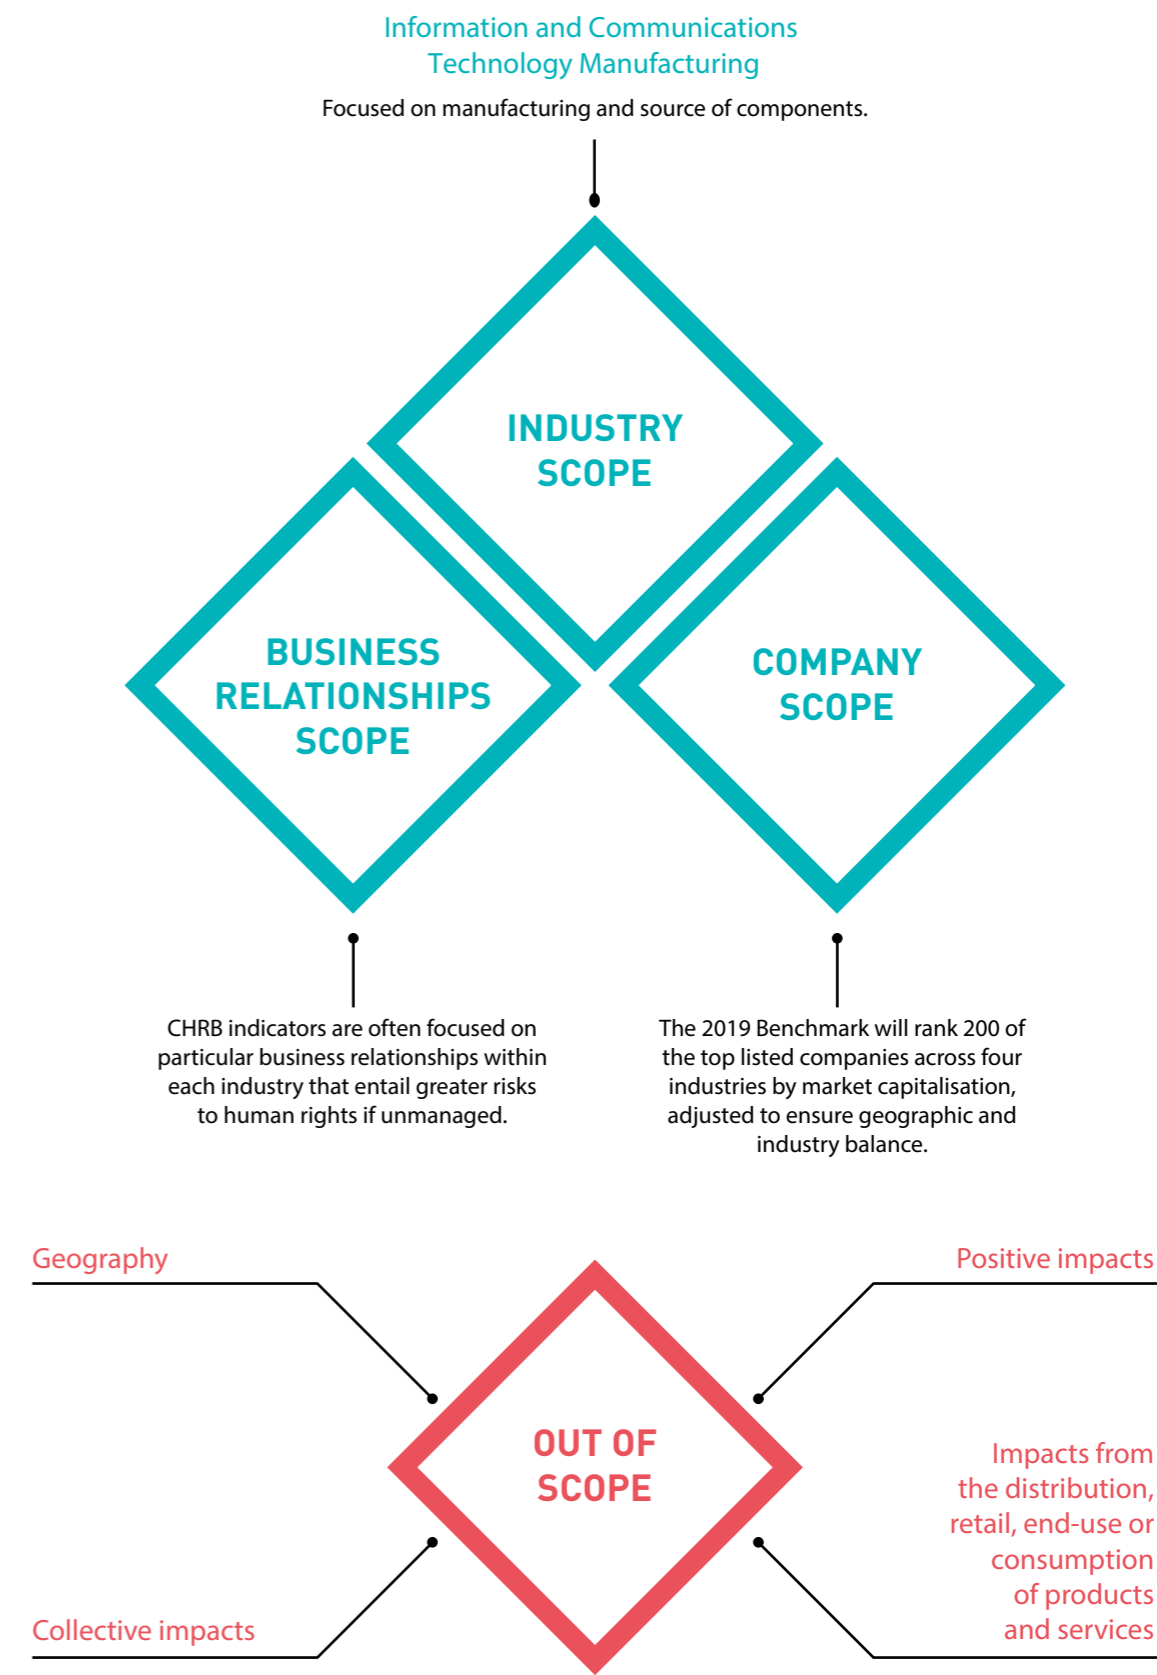 Information and Communications
Technology Manufacturing
Focused on manufacturing and source of components.
INDUSTRY
SCOPE
BUSINESS
RELATIONSHIPS
SCOPE
COMPANY
SCOPE
CHRB indicators are often focused on
particular business relationships within
each industry that entail greater risks
to human rights if unmanaged.
The 2019 Benchmark will rank 200 of
the top listed companies across four
industries by market capitalisation,
adjusted to ensure geographic and
industry balance.
Geography
Positive impacts
OUT OF
SCOPE
Collective impacts
Impacts from
the distribution,
retail, end-use or
consumption
of products
and services